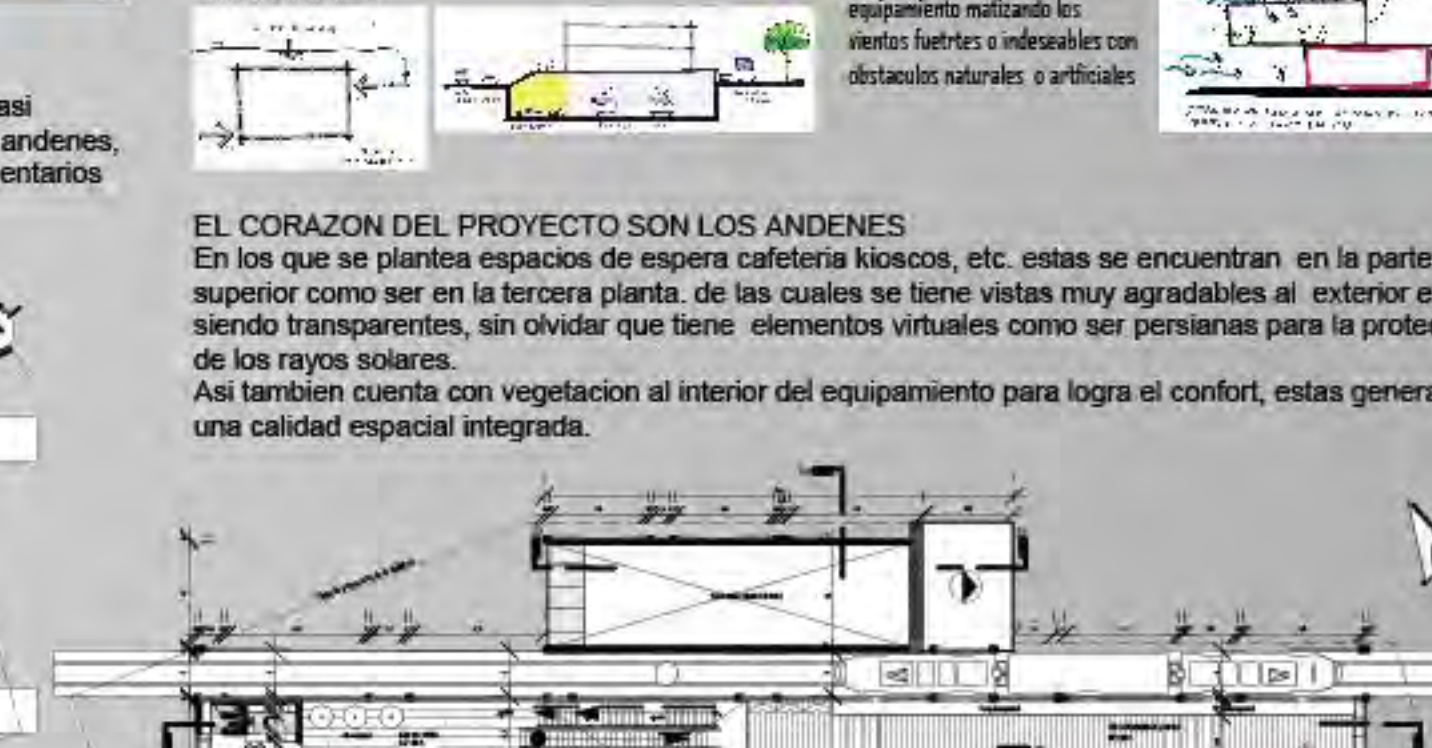 equipamiento matizando los
vientos fuetrtes o indeseables con
obstaculos naturales o artficiales
asi
andenes,
entarios
EL CORAZON DEL PROYECTO SON LOS ANDENES
En los que se plantea espacios de espera cafeteria kioscos, etc. estas se encuentran en la parte
superior como ser en la tercera planta. de las cuales se tiene vistas muy agradables al exterior e
siendo transparentes, sin olvidar que tiene elementos virtuales como ser persianas para la protec
de los rayos solares.
Asi tambien cuenta con vegetacion al interior del equipamiento para logra el confort, estas genera
una calidad espacial integrada.